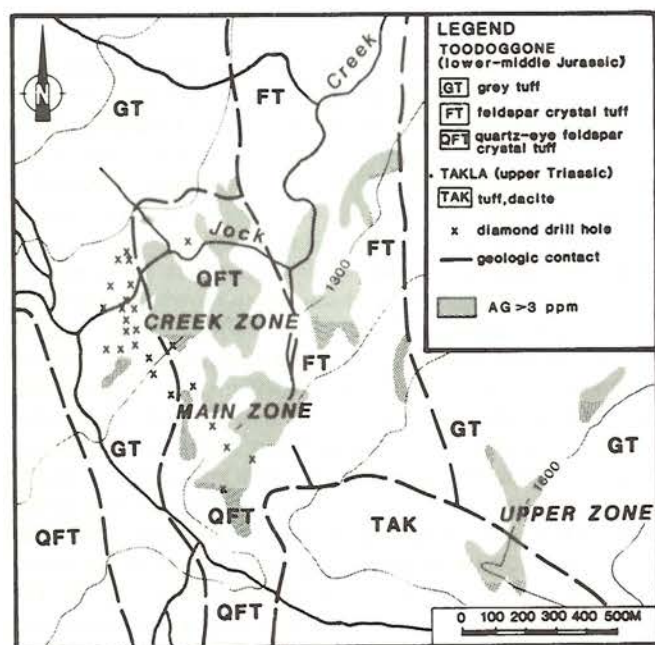 LEGEND
TOODOGGONE
(lower-middle Jurassic)
GT grey tuff
FT feldspar crystal tuff
QFT quartz-eye feldspar
crystal tuff
TAKLA (upper Triassic)
TAK tuff,dacite
x diamond drill hole
geologic contact
AG >3 ppm
N
GT
FT
Creek
Jock
FT
1300
QFT
CREEK ZONE
FT
MAIN ZONE
GT
GT
GT
1600
QFT
TAK
UPPER ZONE
QFT
QFT
0 100 200 300 400 500M